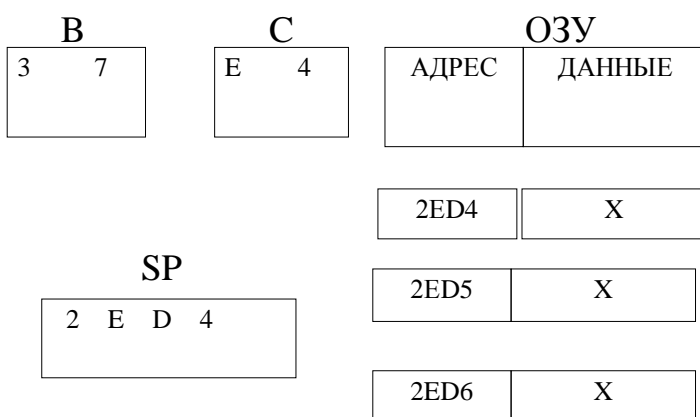 B C ОЗУ
3 7 E 4 АДРЕС ДАННЫЕ
2ED4 X
SP
2ED5 X
2 E D 4
2ED6 X